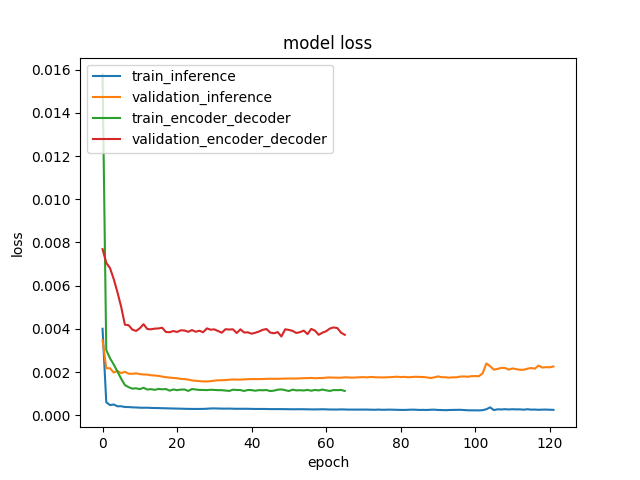 model loss
train_inference
validation_inference
train_encoder_decoder
validation_encoder_decoder
0.016
0.014
0.012
0.010
0.008
0.006
0.004
0.002
0.000
loss
0 20 40 60 80 100 120
epoch